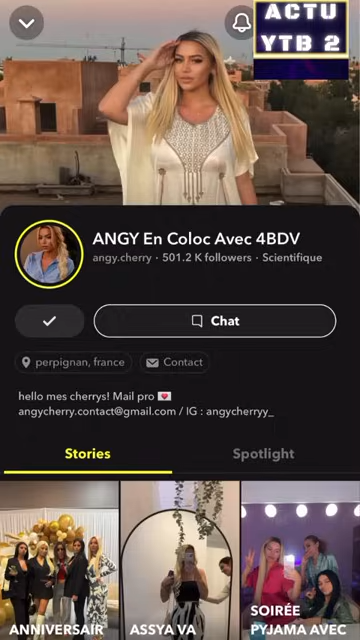 ACTU
YTB 2
ANGY En Coloc Avec 4BDV
angy.cherry · 501.2 K followers · Scientifique
Chat
perpignan, france
Contact
hello mes cherrys! Mail pro 💌
angycherry.contact@gmail.com / IG : angycherryy_
Stories
Spotlight
ANNIVERSAIR
ASSYA VA
SOIRÉE
PYJAMA AVEC